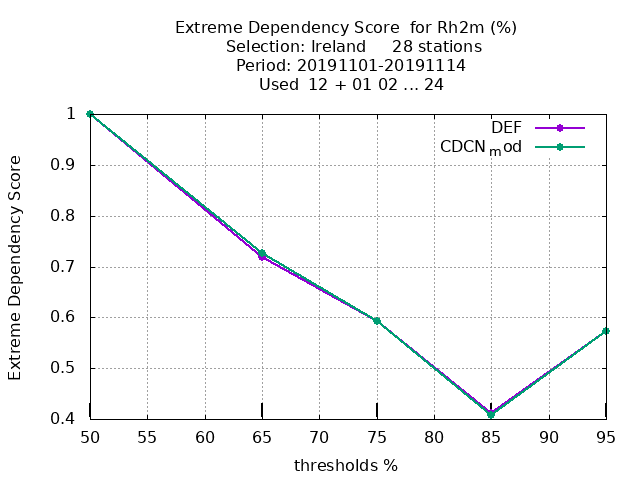 Extreme Dependency Score  for Rh2m (%)
Selection: Ireland     28 stations
Period: 20191101-20191114
Used  12 + 01 02 ... 24
DEF
CDCN_mod
1
0.9
0.8
0.7
0.6
0.5
0.4
Extreme Dependency Score
50 55 60 65 70 75 80 85 90 95
thresholds %